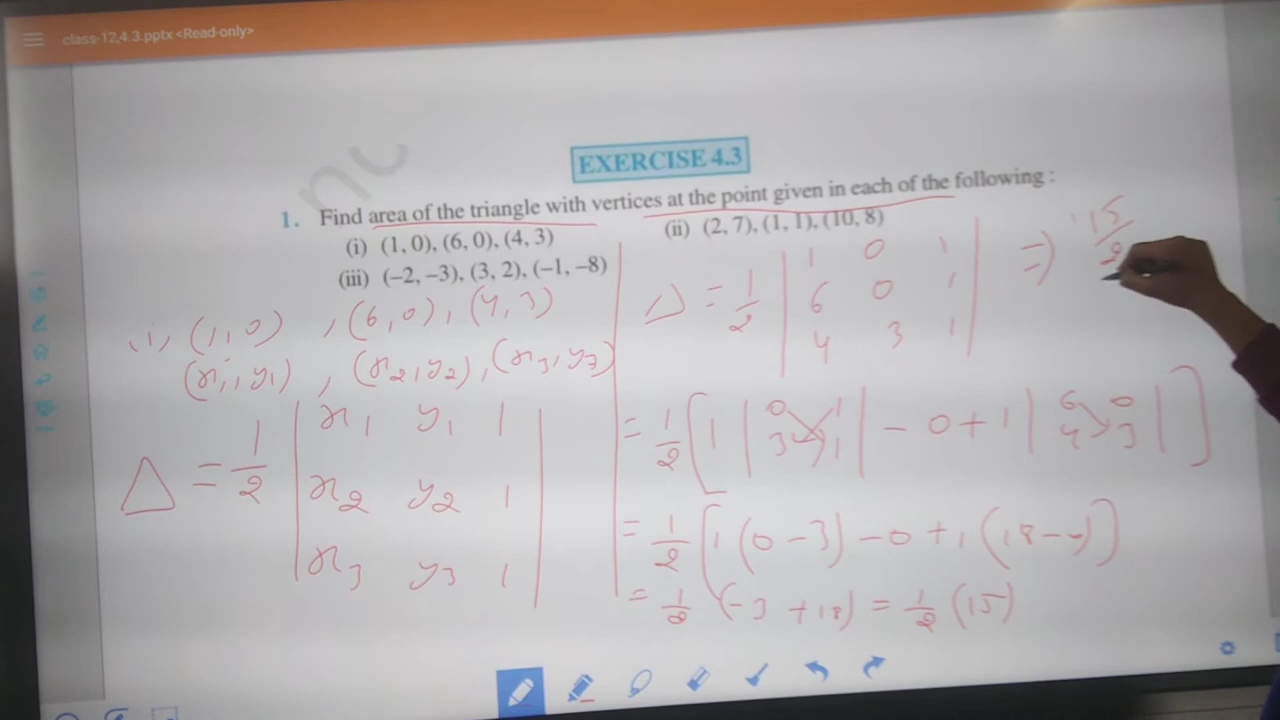 class-12,4.3.pptx <Read-only>
nc
EXERCISE 4.3
1. Find area of the triangle with vertices at the point given in each of the following :
(i) (1, 0), (6, 0), (4, 3) (ii) (2, 7), (1, 1), (10, 8)
(iii) (–2, –3), (3, 2), (–1, –8)
(i, (1,0) , (6,0), (4,3)
(x1, y1) , (x2,y2), (x3,y3)
Δ = 1/2 | x1 y1 1
x2 y2 1
x3 y3 1 |
Δ = 1/2 | 1 0 1
6 0 1
4 3 1 | => 15/2
= 1/2 [ 1 | 0 1
3 1 | - 0 + 1 | 6 0
4 3 | ]
= 1/2 [ 1 (0 - 3) - 0 + 1 (18 - 0) ]
= 1/2 (-3 + 18) = 1/2 (15)